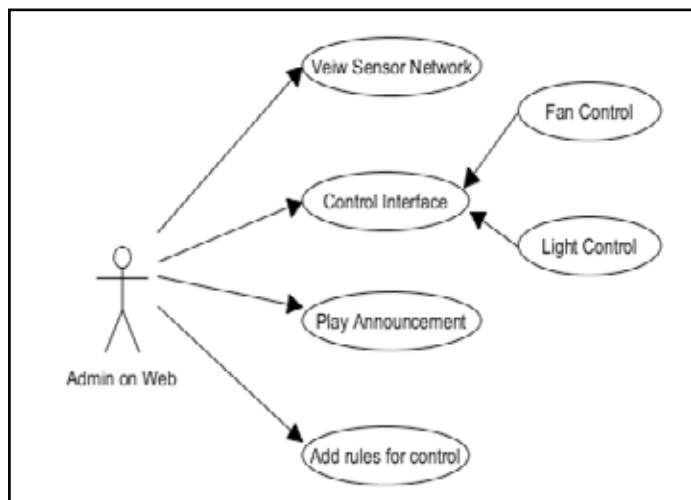 Veiw Sensor Network
Fan Control
Control Interface
Light Control
Play Announcement
Admin on Web
Add rules for control